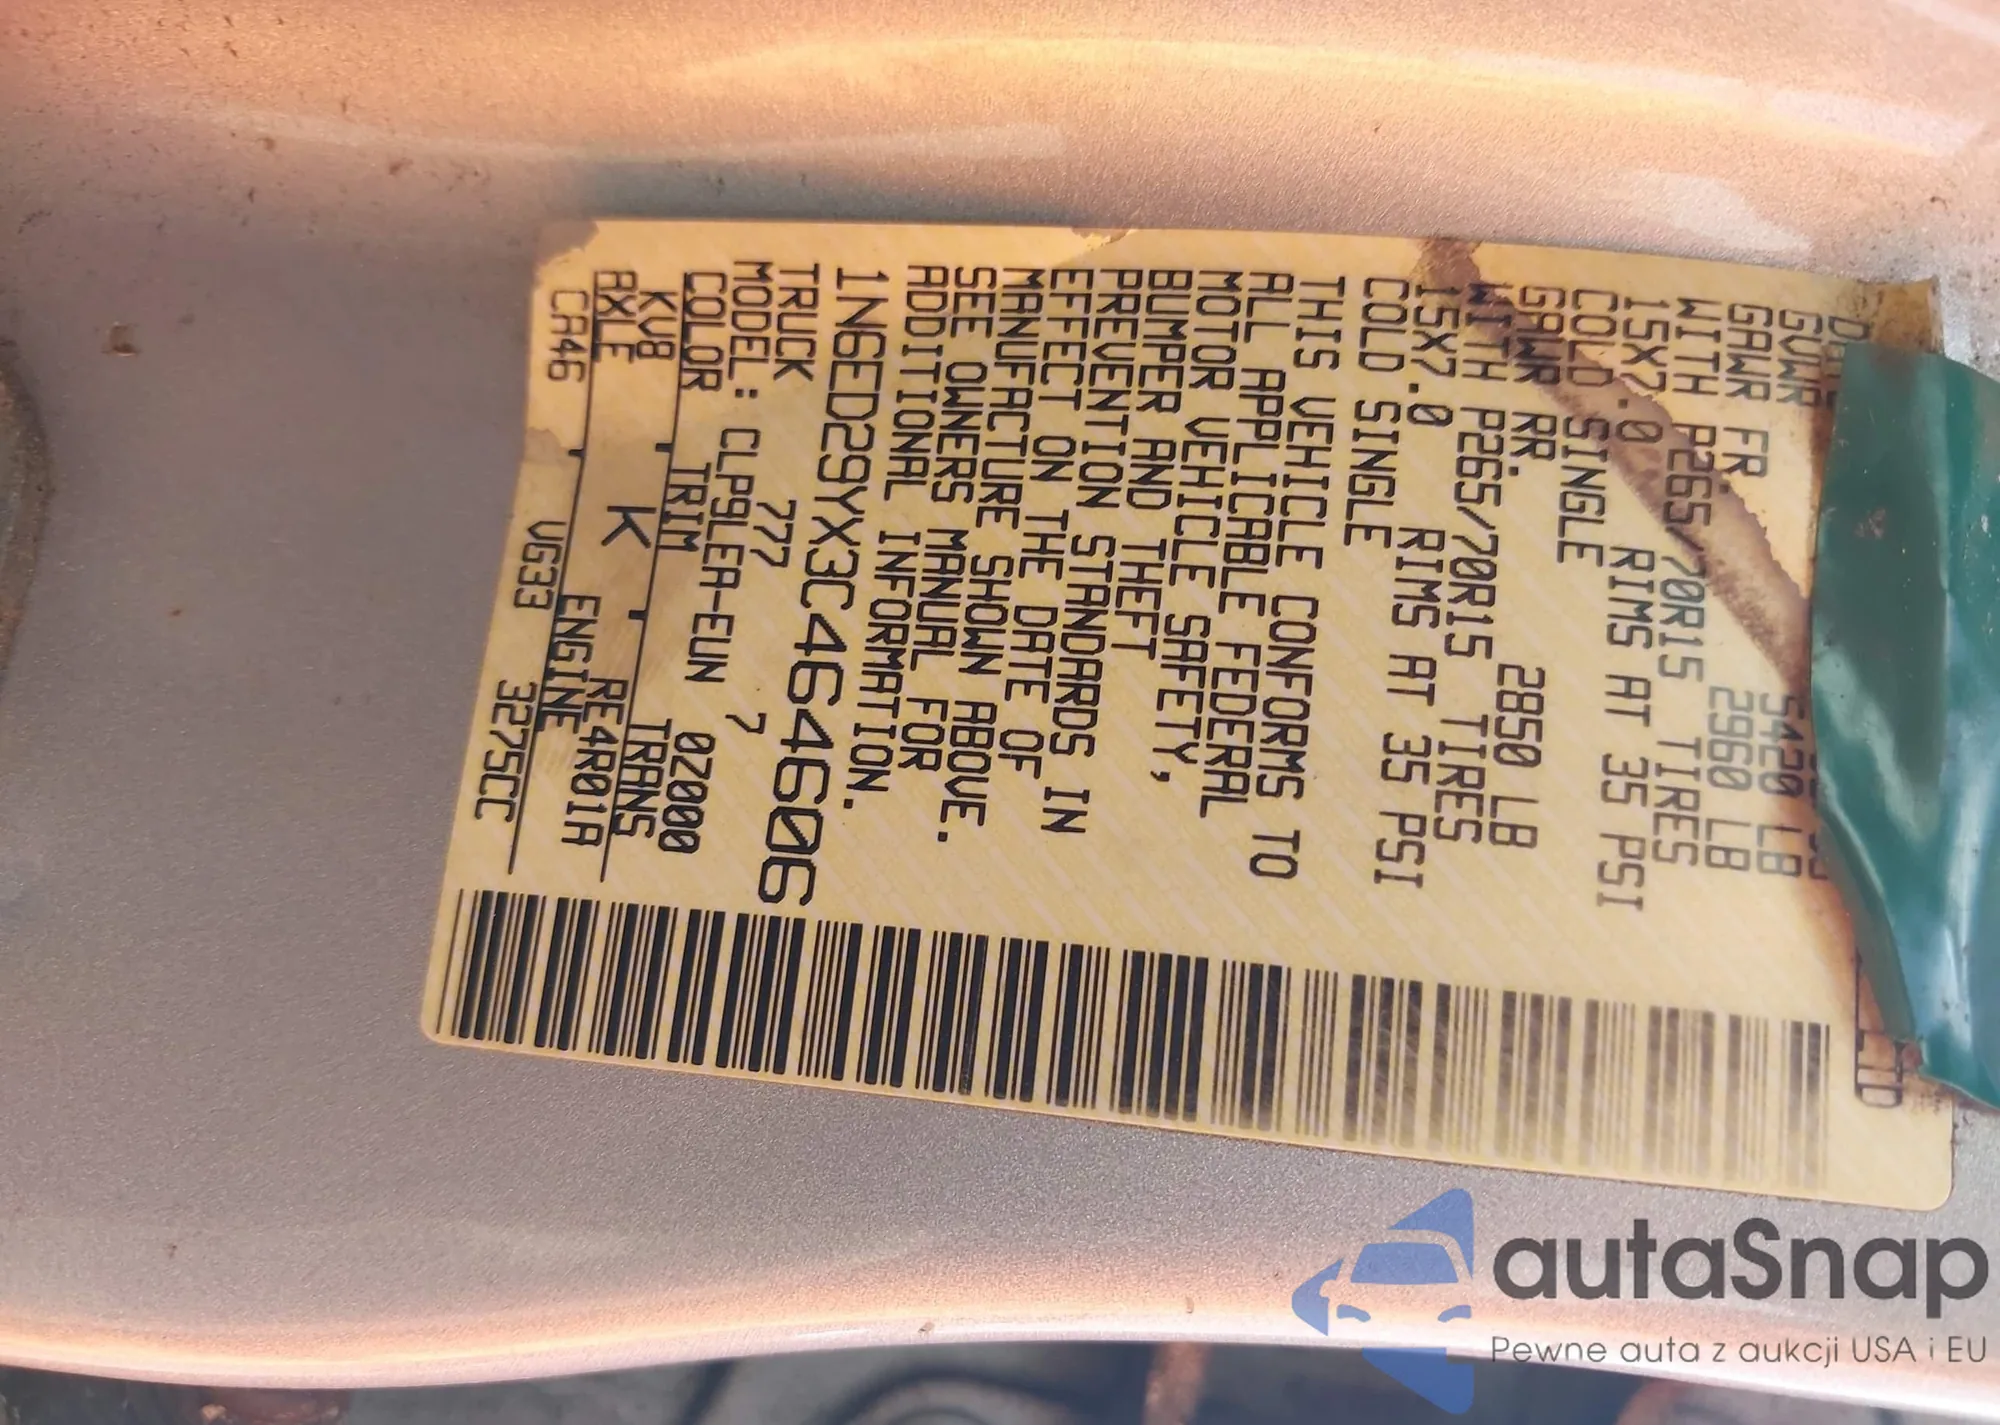 GVWR 5420 LB
GAWR FR. 2960 LB
WITH P265/70R15 TIRES
15X7.0 RIMS AT 35 PSI
COLD SINGLE
GAWR RR. 2850 LB
WITH P265/70R15 TIRES
15X7.0 RIMS AT 35 PSI
COLD SINGLE
THIS VEHICLE CONFORMS TO
ALL APPLICABLE FEDERAL
MOTOR VEHICLE SAFETY,
BUMPER AND THEFT
PREVENTION STANDARDS IN
EFFECT ON THE DATE OF
MANUFACTURE SHOWN ABOVE.
SEE OWNERS MANUAL FOR
ADDITIONAL INFORMATION.
1N6ED29YX3C464606
TRUCK 777 7
MODEL: CLP9LEA-EUN
COLOR TRIM TRANS
KV8 K RE4R01A
AXLE ENGINE
CA46 VG33 3275CC
0Z000
autaSnap
Pewne auta z aukcji USA i EU